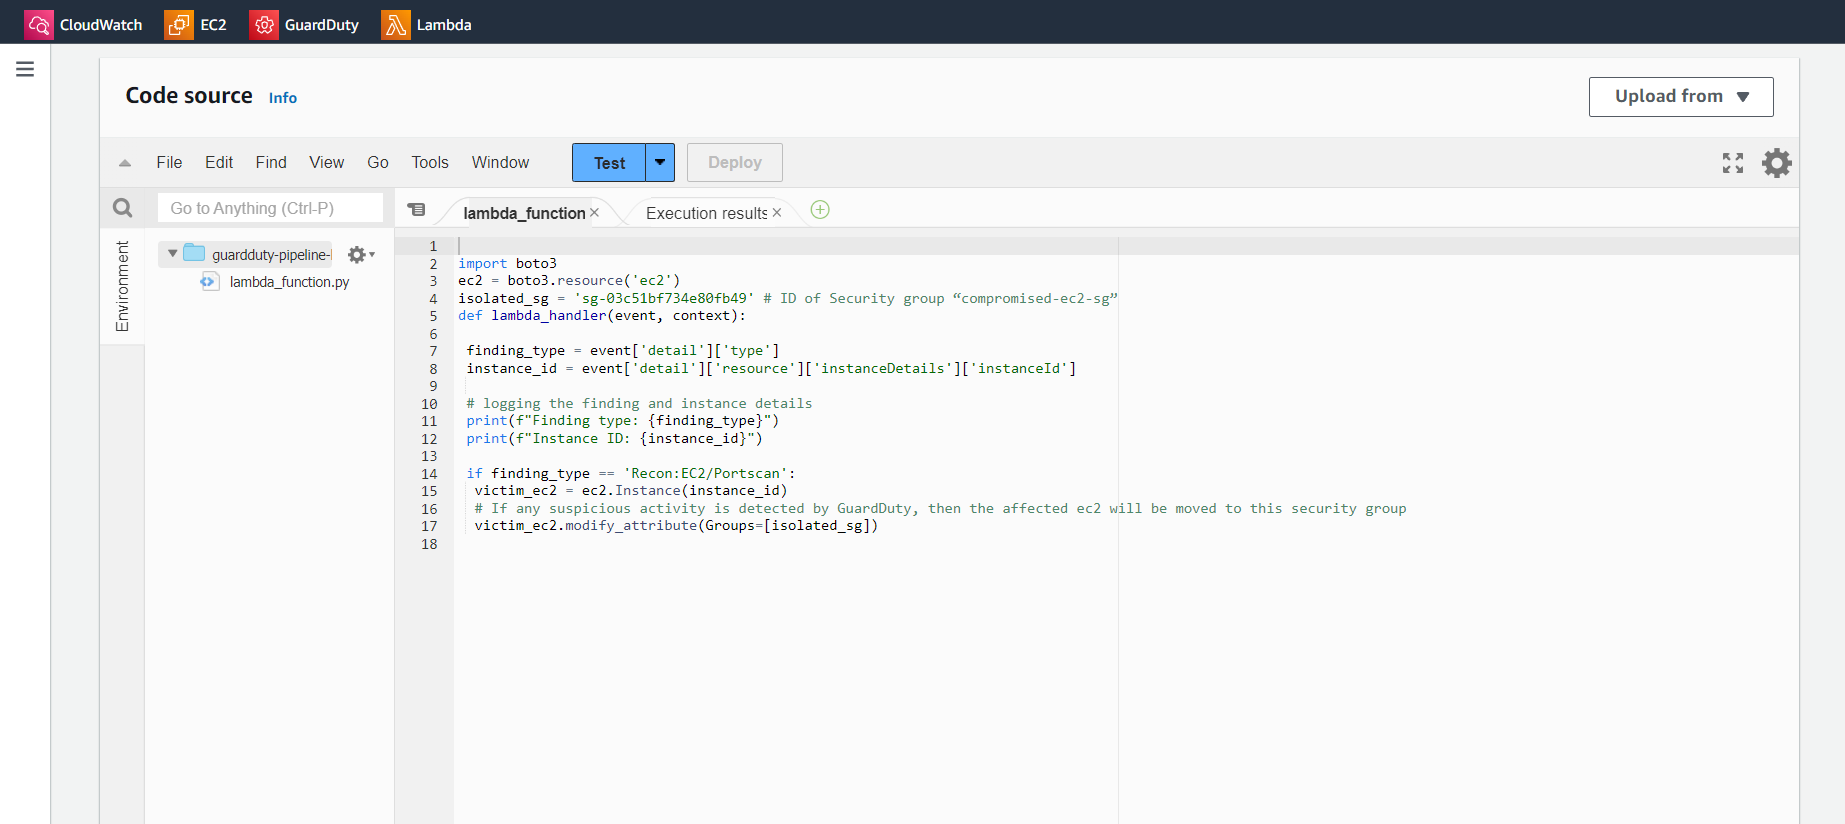 CloudWatch EC2 GuardDuty Lambda
Code source Info
Upload from
File Edit Find View Go Tools Window Test Deploy
Go to Anything (Ctrl-P)
lambda_function Execution results
Environment
guardduty-pipeline-
lambda_function.py
1
2 import boto3
3 ec2 = boto3.resource('ec2')
4 isolated_sg = 'sg-03c51bf734e80fb49' # ID of Security group “compromised-ec2-sg”
5 def lambda_handler(event, context):
6
7 finding_type = event['detail']['type']
8 instance_id = event['detail']['resource']['instanceDetails']['instanceId']
9
10 # logging the finding and instance details
11 print(f"Finding type: {finding_type}")
12 print(f"Instance ID: {instance_id}")
13
14 if finding_type == 'Recon:EC2/Portscan':
15 victim_ec2 = ec2.Instance(instance_id)
16 # If any suspicious activity is detected by GuardDuty, then the affected ec2 will be moved to this security group
17 victim_ec2.modify_attribute(Groups=[isolated_sg])
18